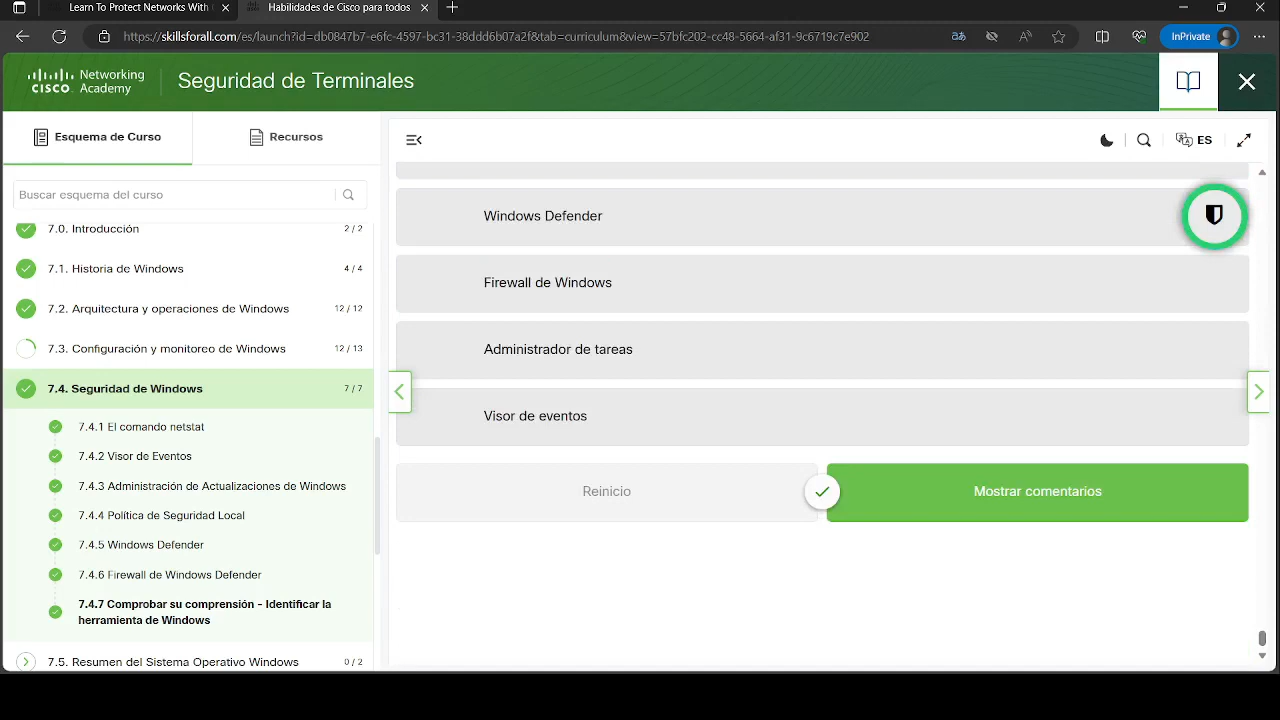 Learn To Protect Networks With
Habilidades de Cisco para todos
https://skillsforall.com/es/launch?id=db0847b7-e6fc-4597-bc31-38ddd6b07a2f&tab=curriculum&view=57bfc202-cc48-5664-af31-9c6719c7e902
InPrivate
Networking
CISCO Academy
Seguridad de Terminales
Esquema de Curso
Recursos
ES
Buscar esquema del curso
7.0. Introducción 2 / 2
7.1. Historia de Windows 4 / 4
7.2. Arquitectura y operaciones de Windows 12 / 12
7.3. Configuración y monitoreo de Windows 12 / 13
7.4. Seguridad de Windows 7 / 7
7.4.1 El comando netstat
7.4.2 Visor de Eventos
7.4.3 Administración de Actualizaciones de Windows
7.4.4 Política de Seguridad Local
7.4.5 Windows Defender
7.4.6 Firewall de Windows Defender
7.4.7 Comprobar su comprensión - Identificar la
herramienta de Windows
7.5. Resumen del Sistema Operativo Windows 0 / 2
Windows Defender
Firewall de Windows
Administrador de tareas
Visor de eventos
Reinicio
Mostrar comentarios